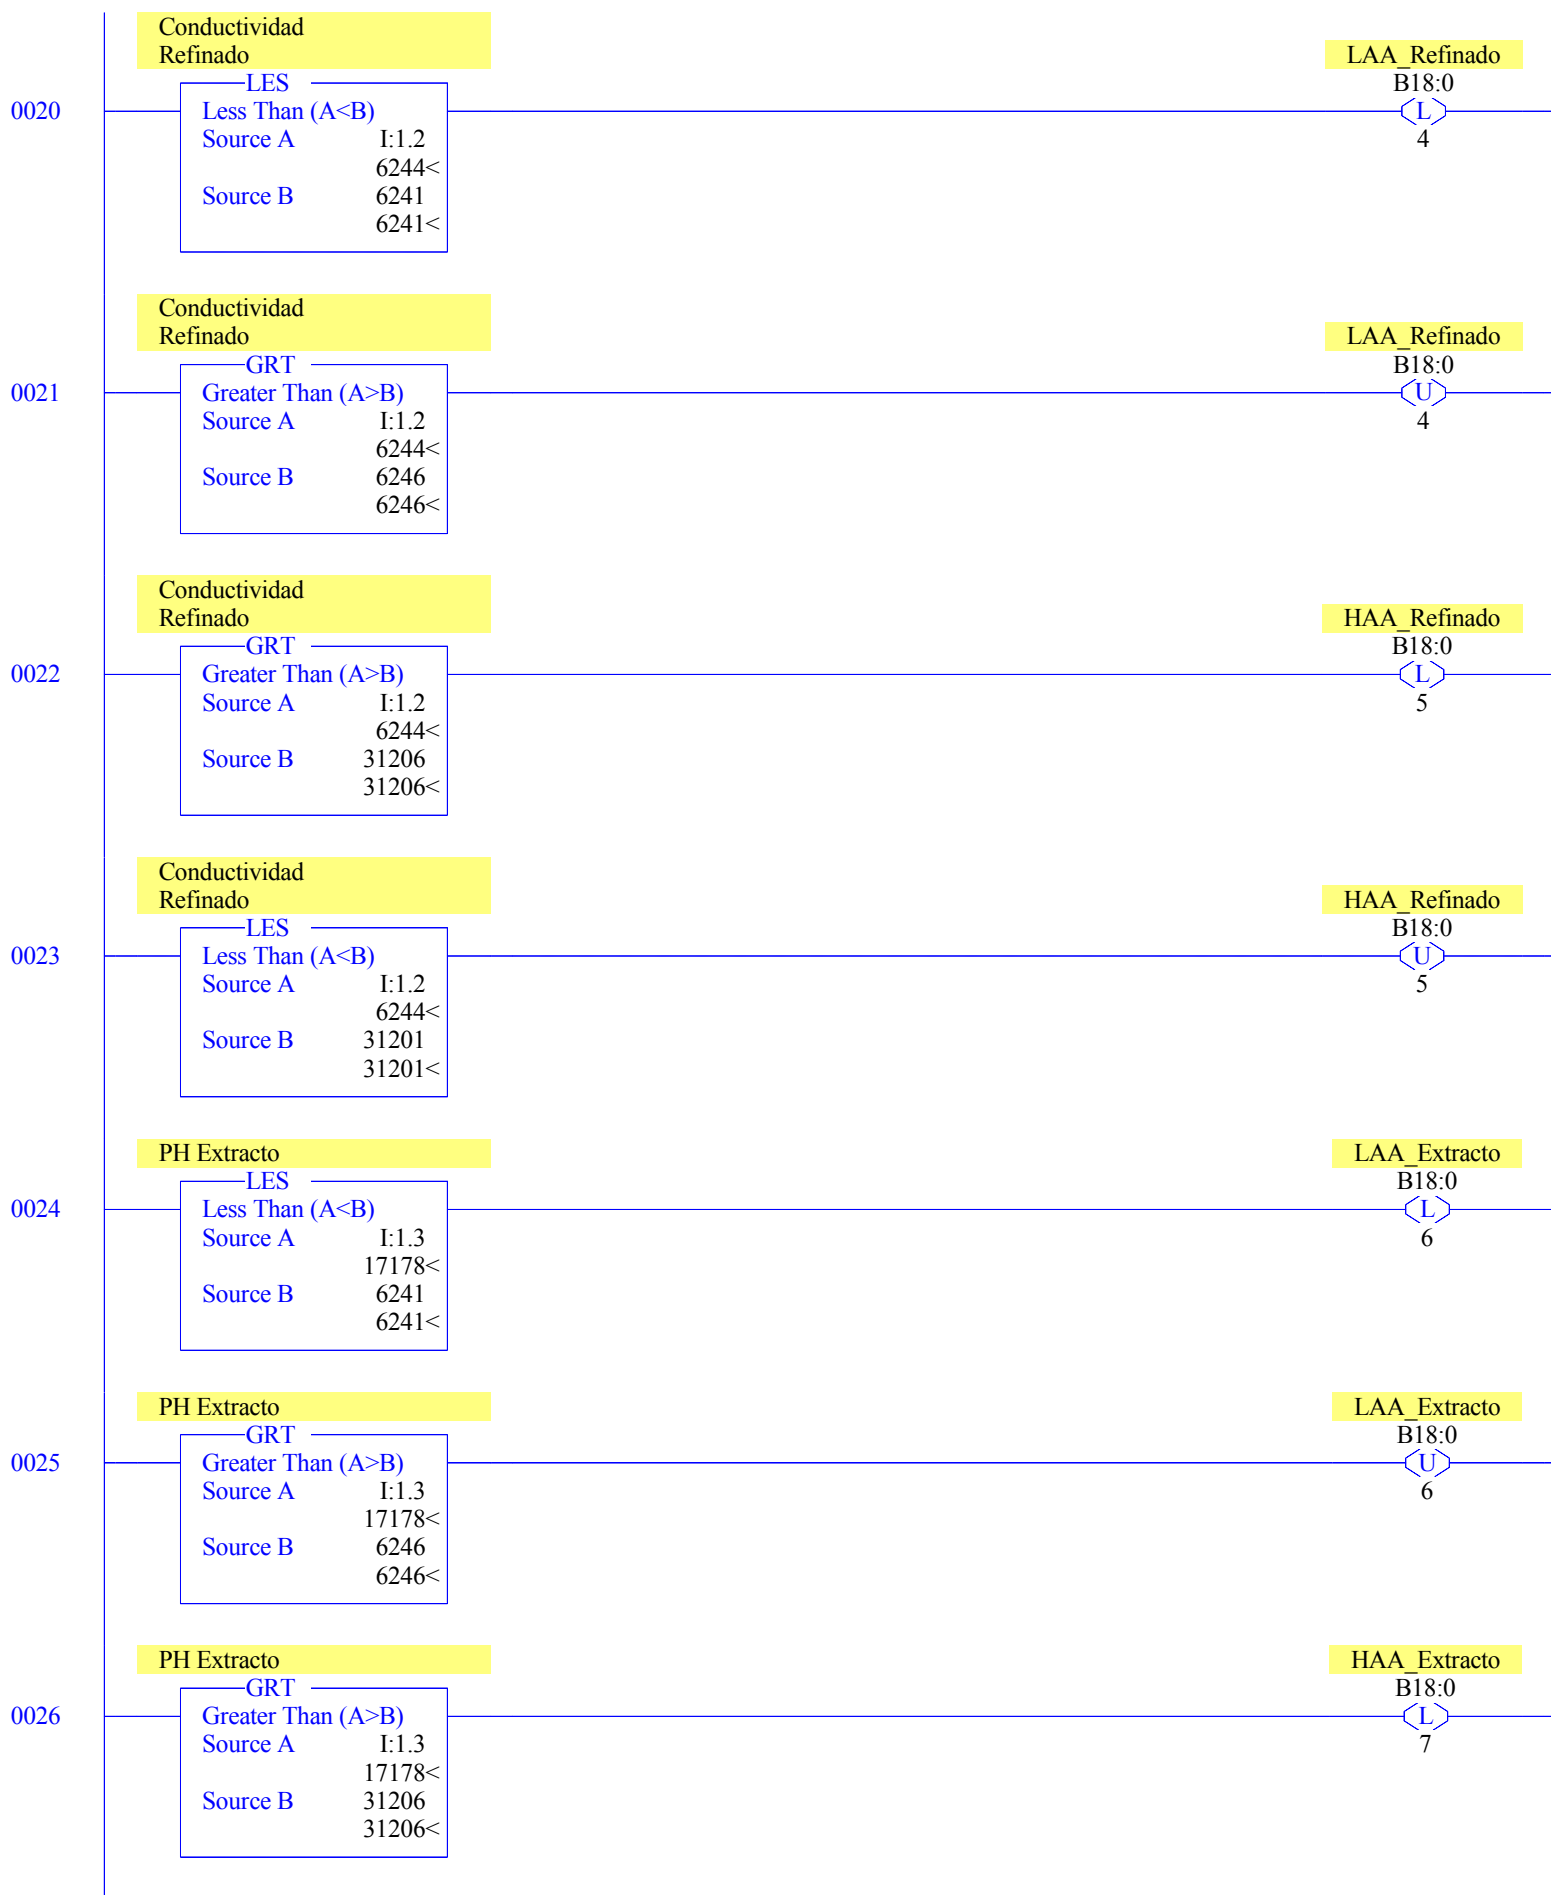 Conductividad
Refinado
LAA_Refinado
LES
B18:0
0020
Less Than (A<B)
L
Source A I:1.2
4
6244<
Source B 6241
6241<
Conductividad
Refinado
LAA_Refinado
GRT
B18:0
0021
Greater Than (A>B)
U
Source A I:1.2
4
6244<
Source B 6246
6246<
Conductividad
Refinado
HAA_Refinado
GRT
B18:0
0022
Greater Than (A>B)
L
Source A I:1.2
5
6244<
Source B 31206
31206<
Conductividad
Refinado
HAA_Refinado
LES
B18:0
0023
Less Than (A<B)
U
Source A I:1.2
5
6244<
Source B 31201
31201<
PH Extracto
LAA_Extracto
LES
B18:0
0024
Less Than (A<B)
L
Source A I:1.3
6
17178<
Source B 6241
6241<
PH Extracto
LAA_Extracto
GRT
B18:0
0025
Greater Than (A>B)
U
Source A I:1.3
6
17178<
Source B 6246
6246<
PH Extracto
HAA_Extracto
GRT
B18:0
0026
Greater Than (A>B)
L
Source A I:1.3
7
17178<
Source B 31206
31206<